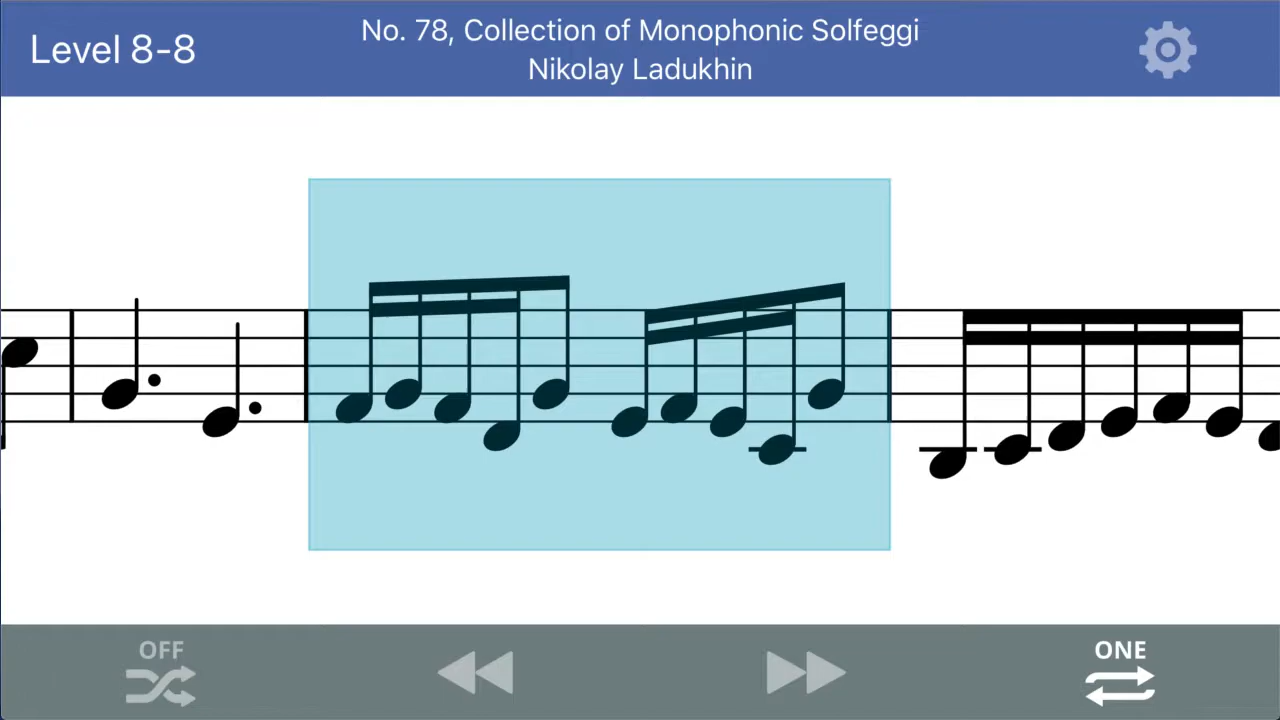 Level 8-8
No. 78, Collection of Monophonic Solfeggi
Nikolay Ladukhin
OFF
ONE